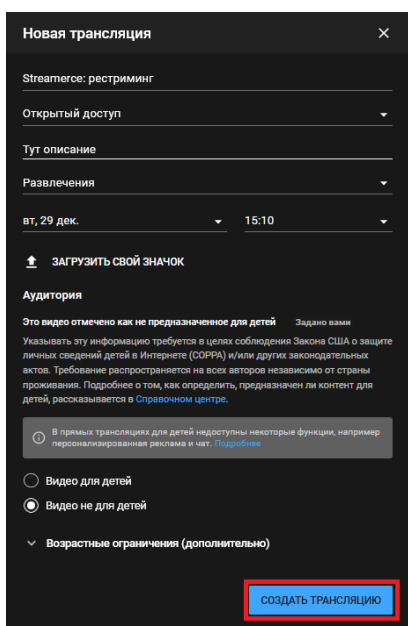 Новая трансляция
Streamerce: рестриминг
Открытый доступ
Тут описание
Развлечения
вт, 29 дек. 15:10
ЗАГРУЗИТЬ СВОЙ ЗНАЧОК
Аудитория
Это видео отмечено как не предназначенное для детей Задано вами
Указывать эту информацию требуется в целях соблюдения Закона США о защите
личных сведений детей в Интернете (COPPA) и/или других законодательных
актов. Требование распространяется на всех авторов независимо от страны
проживания. Подробнее о том, как определить, предназначен ли контент для
детей, рассказывается в Справочном центре.
В прямых трансляциях для детей недоступны некоторые функции, например
персонализированная реклама и чат. Подробнее
Видео для детей
Видео не для детей
Возрастные ограничения (дополнительно)
СОЗДАТЬ ТРАНСЛЯЦИЮ